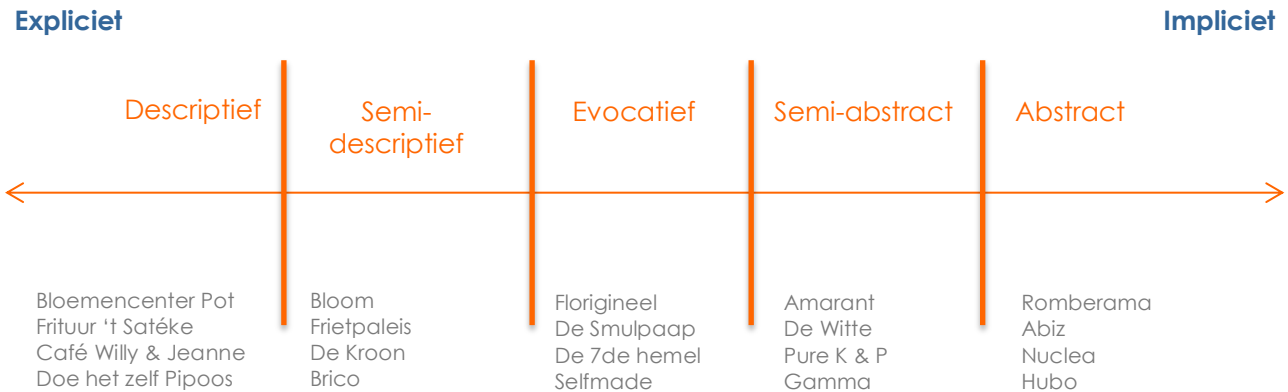 Expliciet
Impliciet
Descriptief
Semi-
descriptief
Evocatief
Semi-abstract
Abstract
Bloemencenter Pot
Frituur ‘t Satéke
Café Willy & Jeanne
Doe het zelf Pipoos
Bloom
Frietpaleis
De Kroon
Brico
Florigineel
De Smulpaap
De 7de hemel
Selfmade
Amarant
De Witte
Pure K & P
Gamma
Romberama
Abiz
Nuclea
Hubo